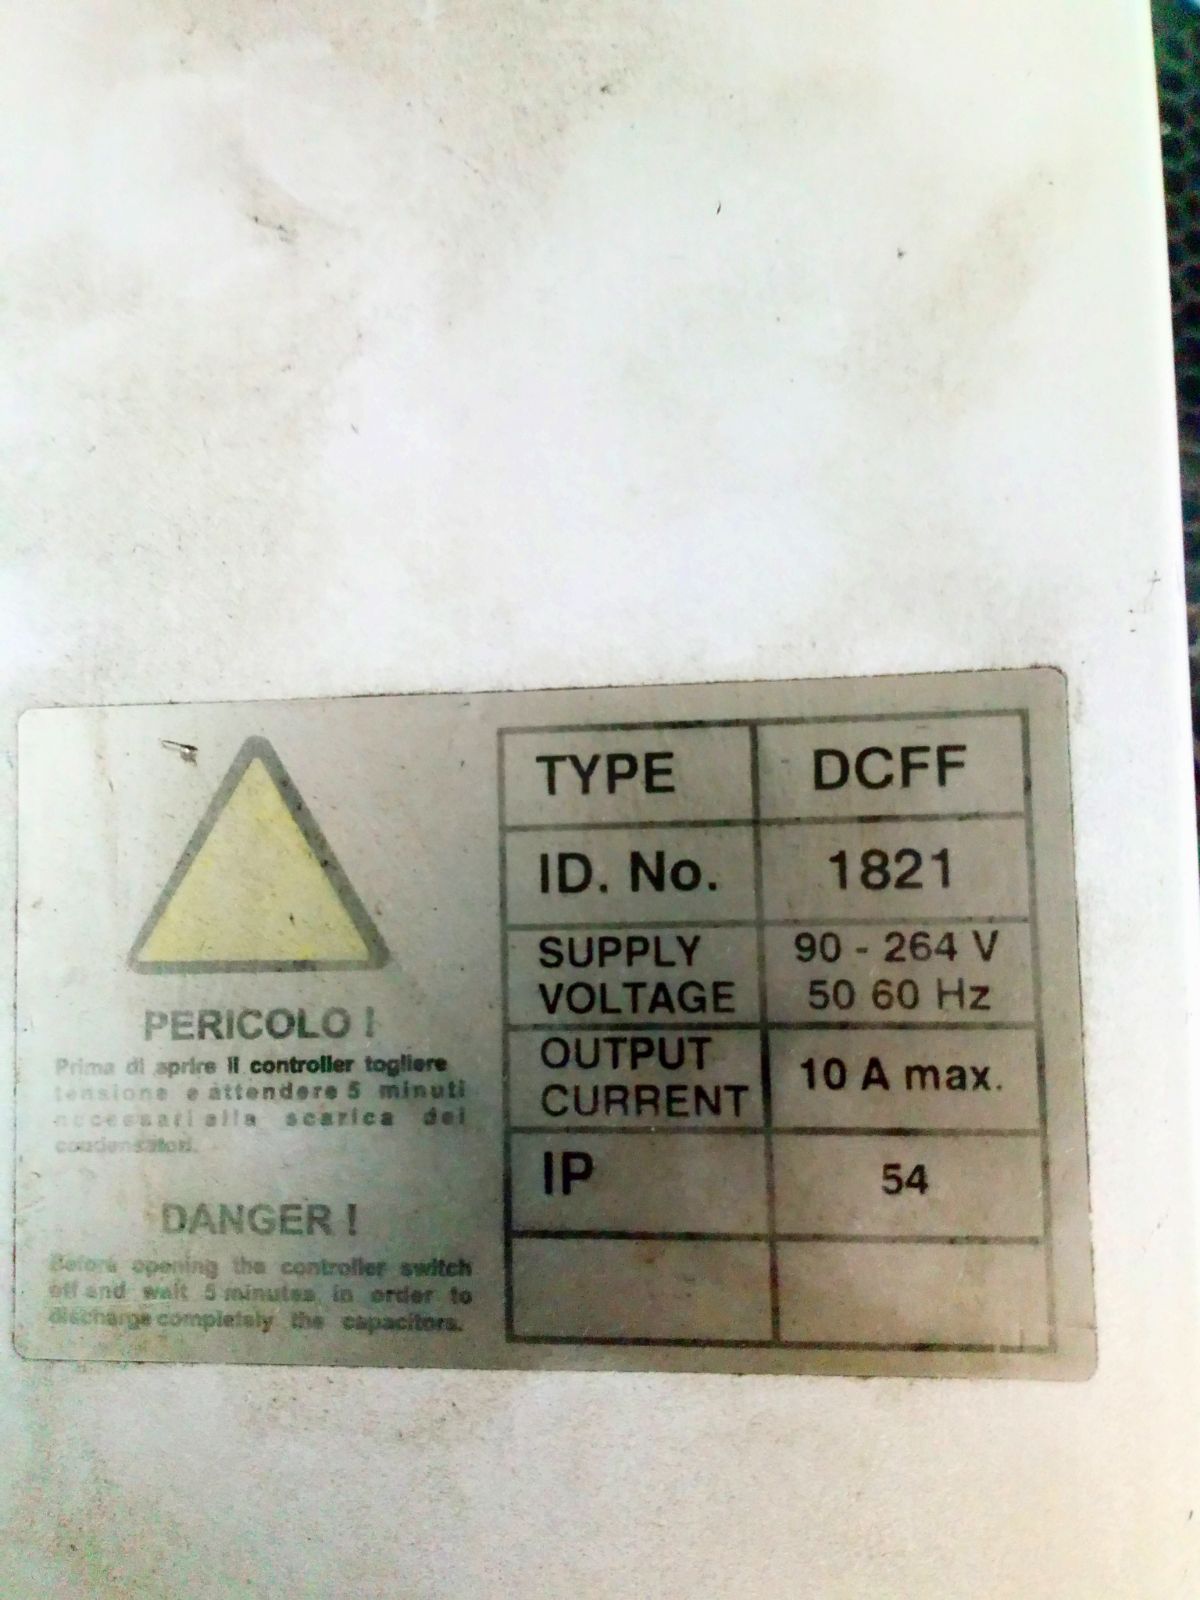 PERICOLO !
Prima di aprire il controller togliere
tensione e attendere 5 minuti
necessari alla scarica dei
condensatori.
DANGER !
Before opening the controller switch
off and wait 5 minutes in order to
discharge completely the capacitors.
TYPE DCFF
ID. No. 1821
SUPPLY VOLTAGE 90 - 264 V
50 60 Hz
OUTPUT CURRENT 10 A max.
IP 54